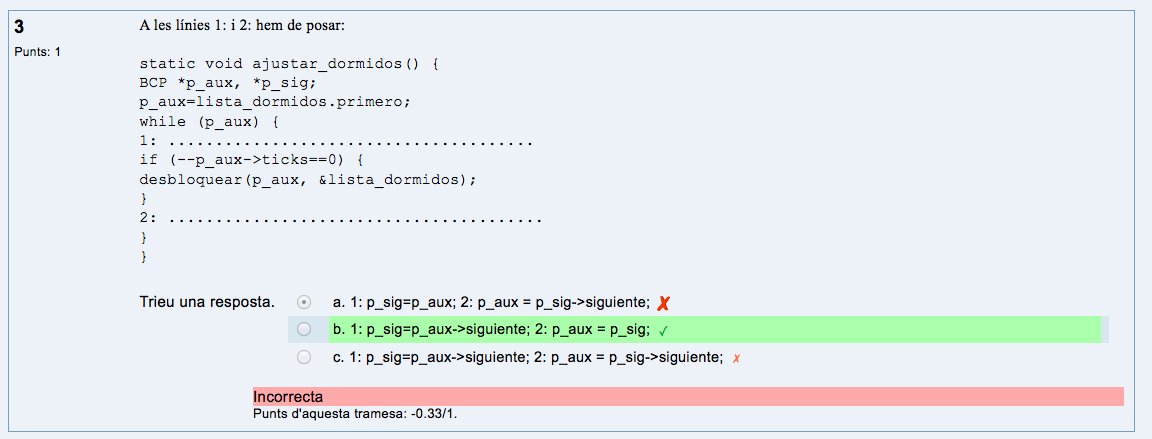 3
Punts: 1
A les línies 1: i 2: hem de posar:
static void ajustar_dormidos() {
BCP *p_aux, *p_sig;
p_aux=lista_dormidos.primero;
while (p_aux) {
1: .......................................
if (--p_aux->ticks==0) {
desbloquear(p_aux, &lista_dormidos);
}
2: ........................................
}
}
Trieu una resposta.
a. 1: p_sig=p_aux; 2: p_aux = p_sig->siguiente; ✗
b. 1: p_sig=p_aux->siguiente; 2: p_aux = p_sig; ✓
c. 1: p_sig=p_aux->siguiente; 2: p_aux = p_sig->siguiente; ✗
Incorrecta
Punts d'aquesta tramesa: -0.33/1.